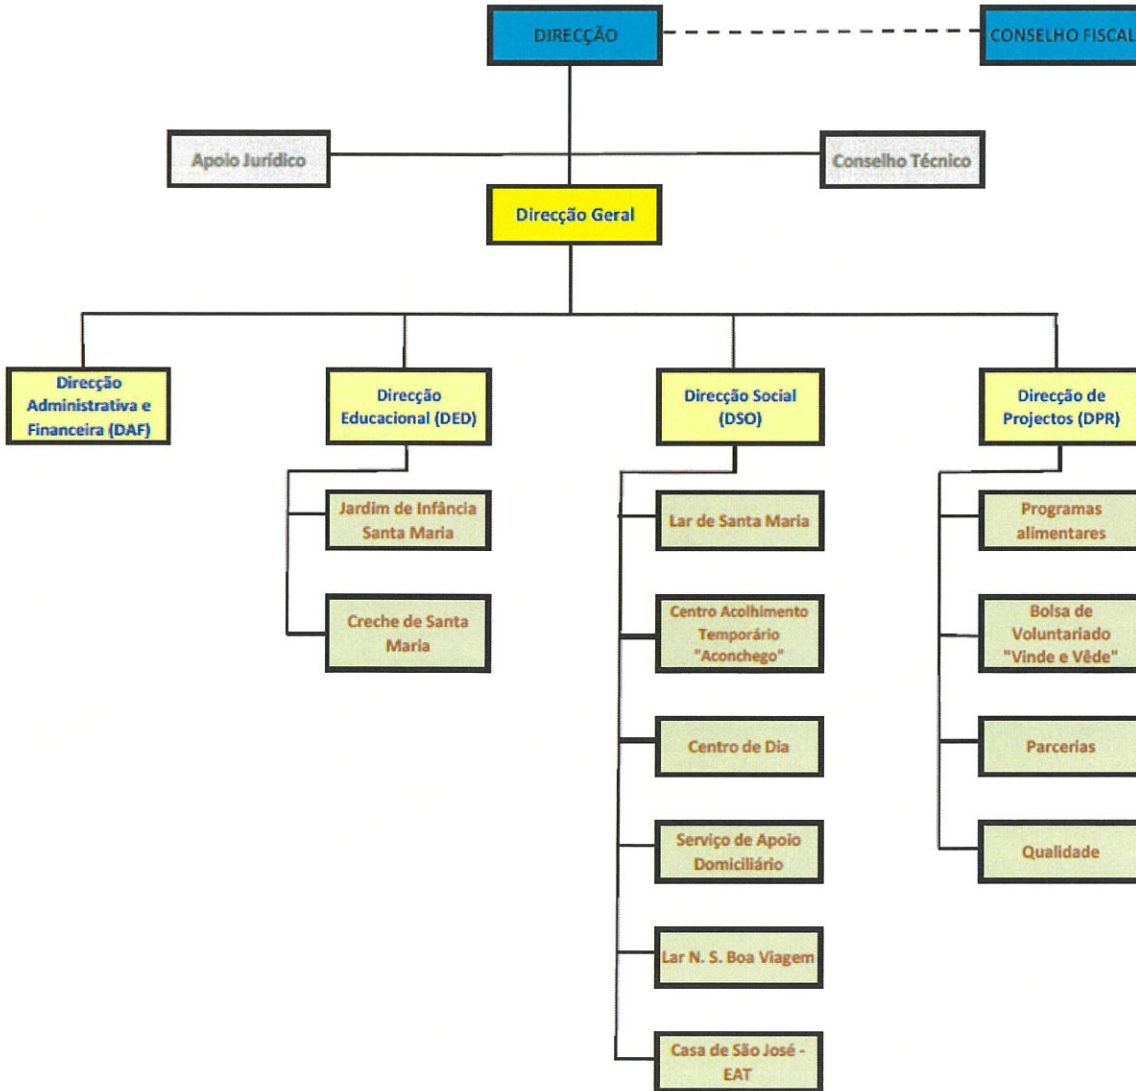 DIRECÇÃO
CONSELHO FISCAL
Apoio Jurídico
Conselho Técnico
Direcção Geral
Direcção
Administrativa e
Financeira (DAF)
Direcção
Educacional (DED)
Direcção Social
(DSO)
Direcção de
Projectos (DPR)
Jardim de Infância
Santa Maria
Creche de Santa
Maria
Lar de Santa Maria
Centro Acolhimento
Temporário
"Aconchego"
Centro de Dia
Serviço de Apoio
Domiciliário
Lar N. S. Boa Viagem
Casa de São José -
EAT
Programas
alimentares
Bolsa de
Voluntariado
"Vinde e Vêde"
Parcerias
Qualidade